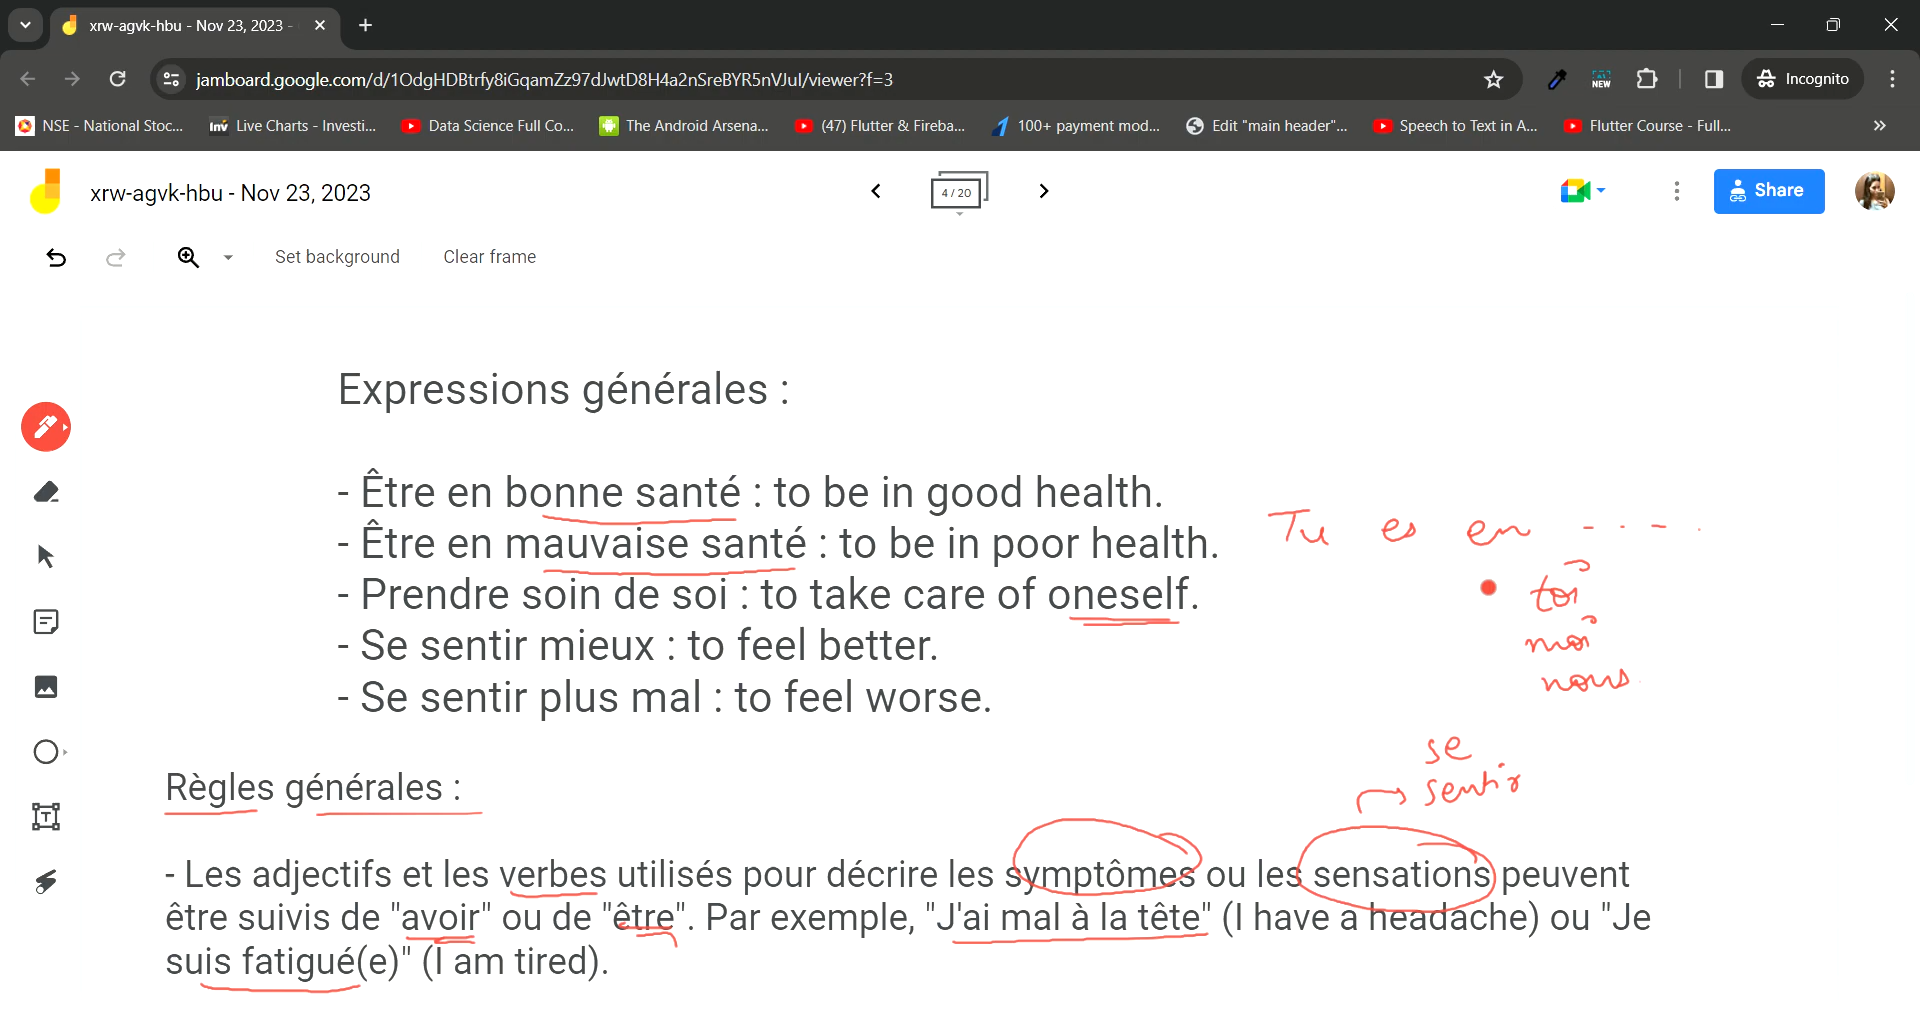 xrw-agvk-hbu - Nov 23, 2023 -
jamboard.google.com/d/1OdgHDBtrfy8iGqamZz97dJwtD8H4a2nSreBYR5nVJuI/viewer?f=3
NEW
Incognito
NSE - National Stoc...
Inv Live Charts - Investi...
Data Science Full Co...
The Android Arsena...
(47) Flutter & Fireba...
100+ payment mod...
Edit "main header"...
Speech to Text in A...
Flutter Course - Full...
xrw-agvk-hbu - Nov 23, 2023
4 / 20
Share
Set background
Clear frame
Expressions générales :
- Être en bonne santé : to be in good health.
- Être en mauvaise santé : to be in poor health.
- Prendre soin de soi : to take care of oneself.
- Se sentir mieux : to feel better.
- Se sentir plus mal : to feel worse.
Tu es en - - - - .
toi
moi
nous
se
sentir
Règles générales :
- Les adjectifs et les verbes utilisés pour décrire les symptômes ou les sensations peuvent
être suivis de "avoir" ou de "être". Par exemple, "J'ai mal à la tête" (I have a headache) ou "Je
suis fatigué(e)" (I am tired).